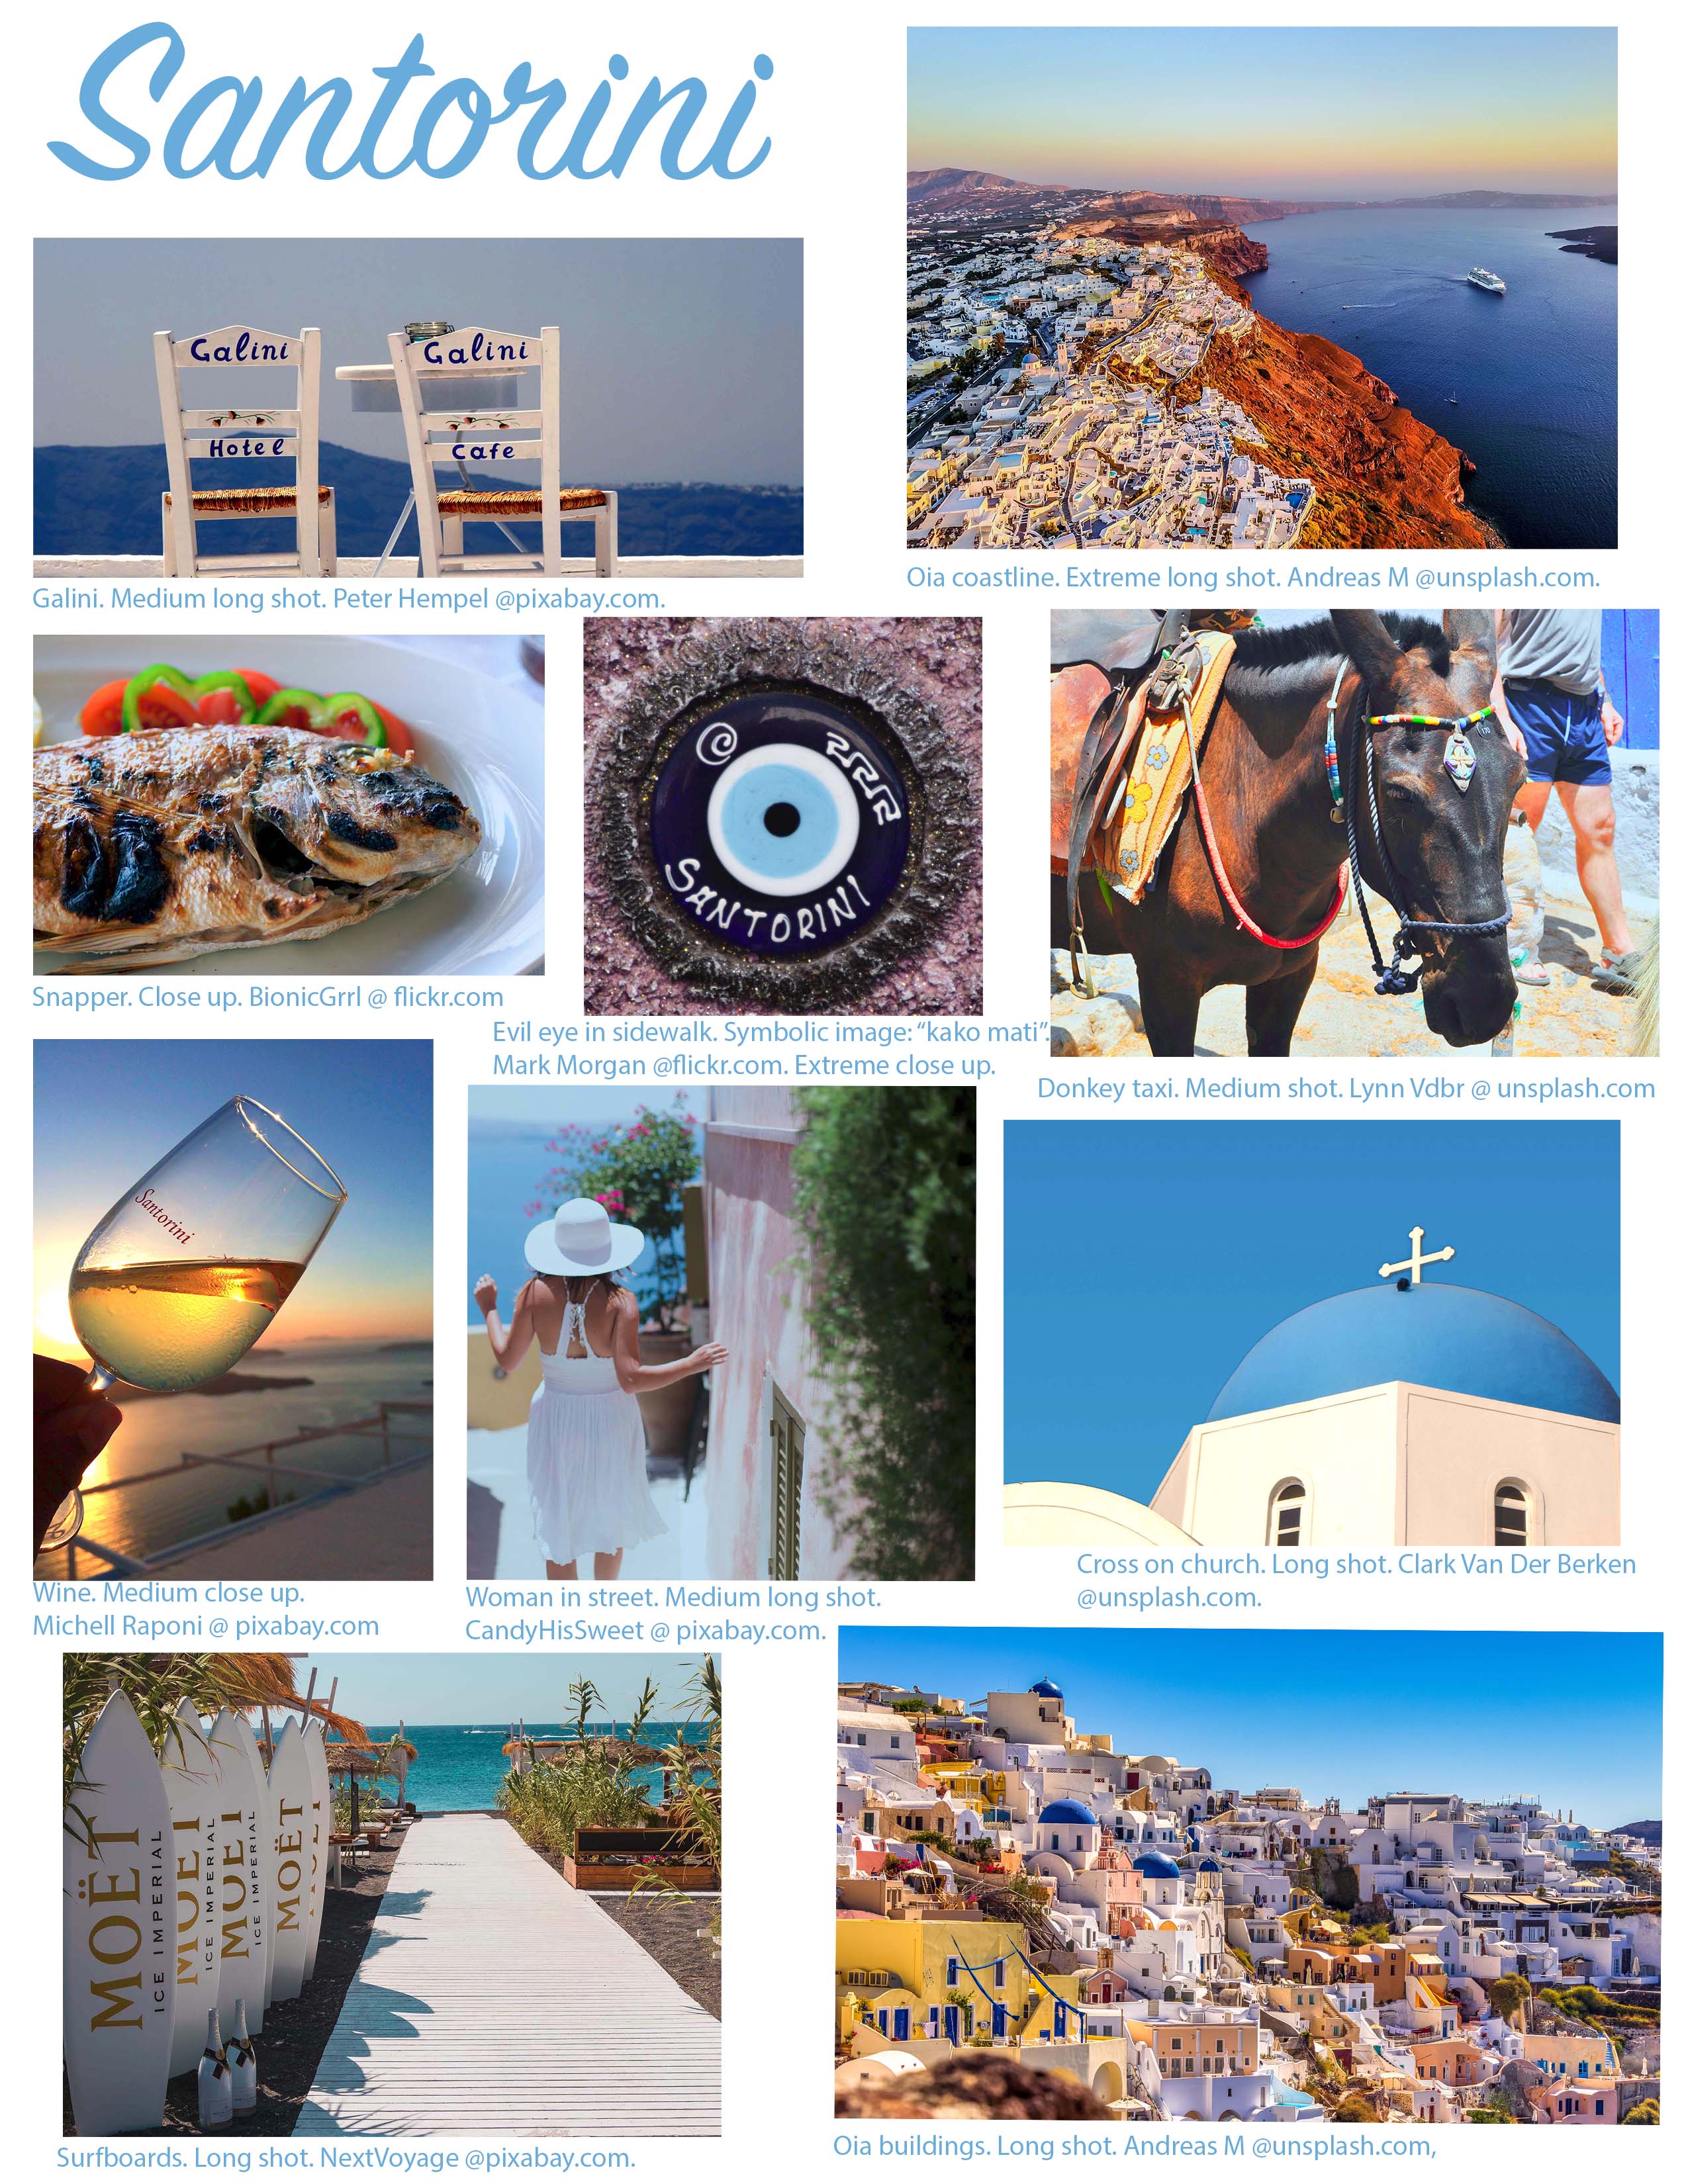 Santorini
Galini
Galini
Hotel
Cafe
Galini. Medium long shot. Peter Hempel @pixabay.com.
Oia coastline. Extreme long shot. Andreas M @unsplash.com.
Snapper. Close up. BionicGrrl @ flickr.com
SANTORINI
Evil eye in sidewalk. Symbolic image: “kako mati”.
Mark Morgan @flickr.com. Extreme close up.
170
Donkey taxi. Medium shot. Lynn Vdbr @ unsplash.com
Santorini
Wine. Medium close up.
Michell Raponi @ pixabay.com
Woman in street. Medium long shot.
CandyHisSweet @ pixabay.com.
Cross on church. Long shot. Clark Van Der Berken
@unsplash.com.
MOËT
ICE IMPERIAL
MOËT
ICE IMPERIAL
MOËT
ICE IMPERIAL
MOËT
Surfboards. Long shot. NextVoyage @pixabay.com.
Oia buildings. Long shot. Andreas M @unsplash.com,